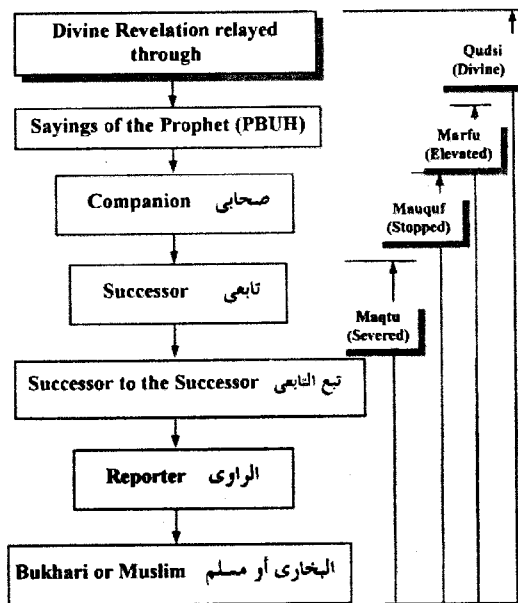 Divine Revelation relayed
through
Sayings of the Prophet (PBUH)
Companion صحابى
Successor تابعى
Successor to the Successor تبع التابعى
Reporter الراوى
Bukhari or Muslim البخارى أو مسلم
Qudsi
(Divine)
Marfu
(Elevated)
Mauquf
(Stopped)
Maqtu
(Severed)